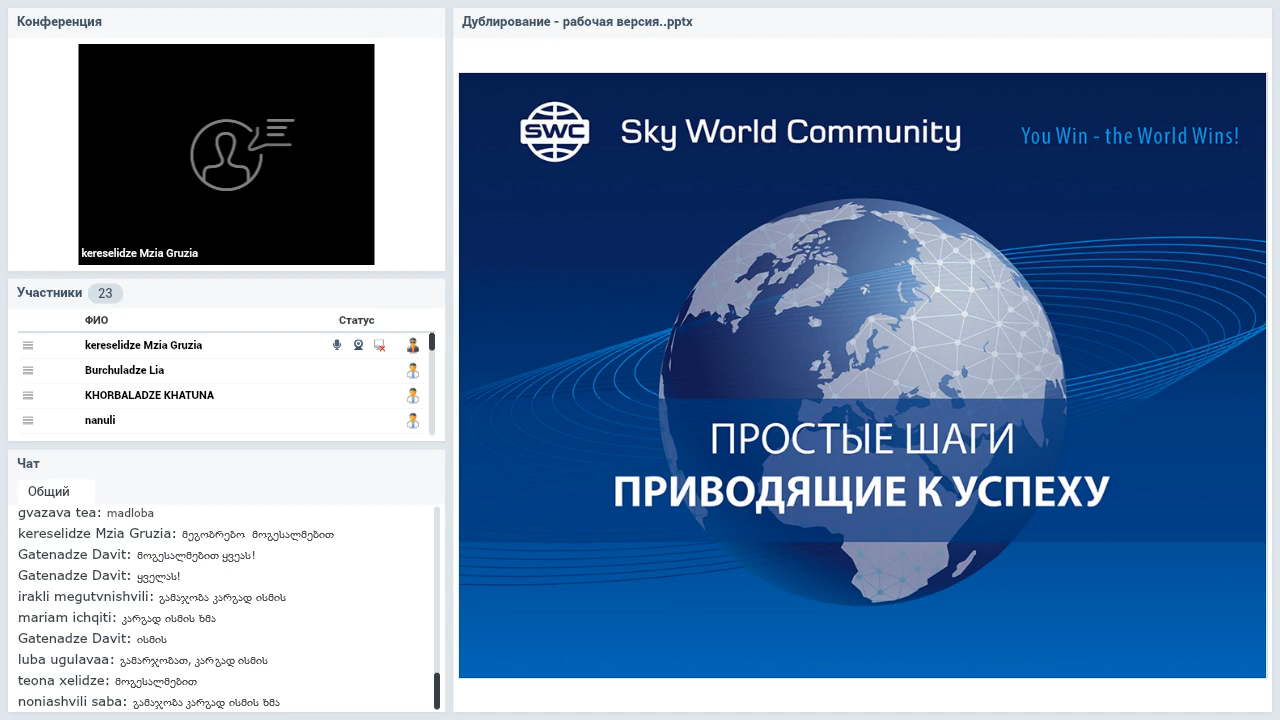 Конференция
kereselidze Mzia Gruzia
Участники 23
ФИО Статус
kereselidze Mzia Gruzia
Burchuladze Lia
KHORBALADZE KHATUNA
nanuli
Чат
Общий
gvazava tea: madloba
kereselidze Mzia Gruzia: მეგობრებო მოგესალმებით
Gatenadze Davit: მოგესალმებით ყვეას!
Gatenadze Davit: ყველას!
irakli megutvnishvili: გამაჯობა კარგად ისმის
mariam ichqiti: კარგად ისმის ხმა
Gatenadze Davit: ისმის
luba ugulavaa: გამარჯობათ, კარგად ისმის
teona xelidze: მოგესალმებით
noniashvili saba: გამაჯობა კარგად ისმის ხმა
Дублирование - рабочая версия..pptx
SWC Sky World Community
You Win - the World Wins!
ПРОСТЫЕ ШАГИ
ПРИВОДЯЩИЕ К УСПЕХУ